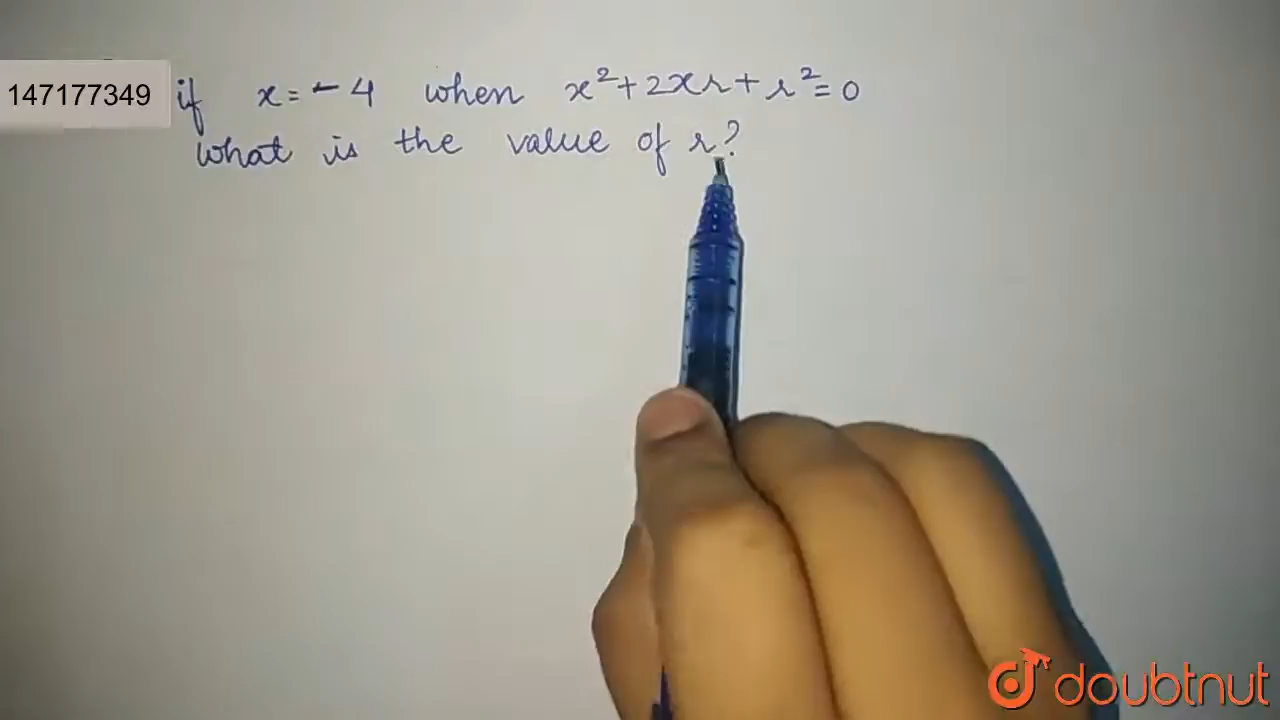 147177349
if x = -4 when x²+2xr+r²=0
what is the value of r?
doubtnut